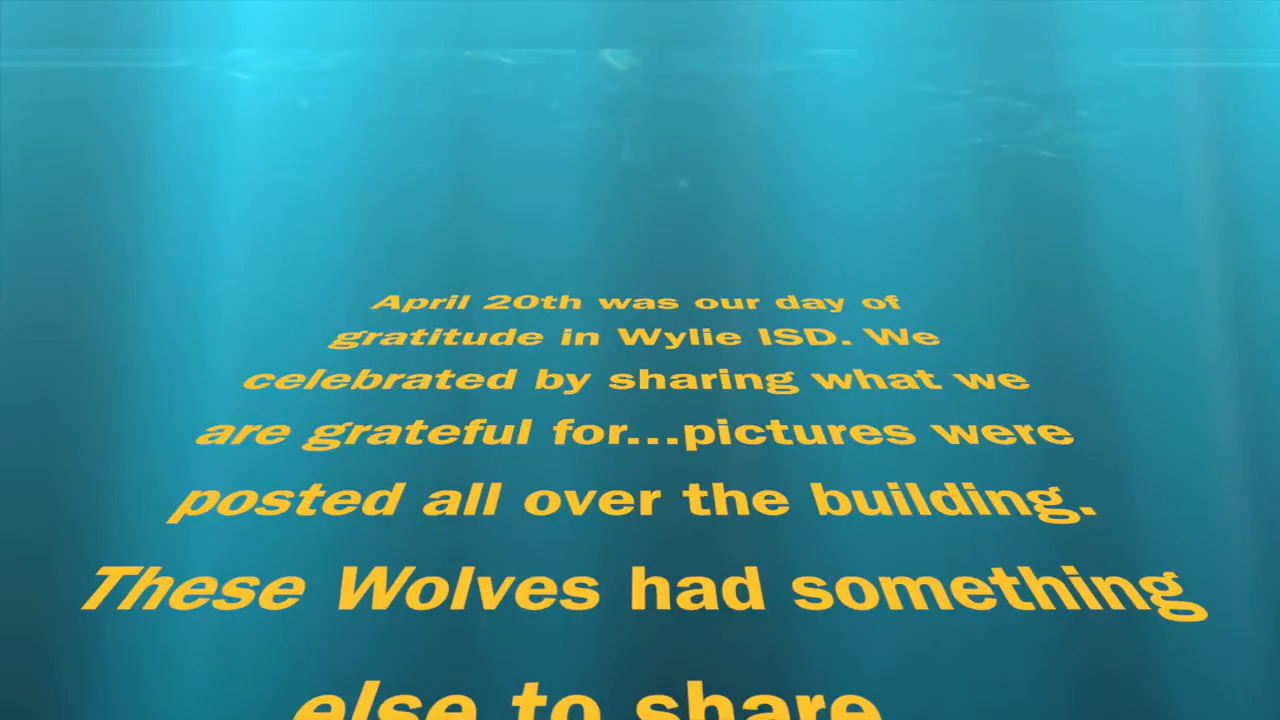 April 20th was our day of
gratitude in Wylie ISD. We
celebrated by sharing what we
are grateful for...pictures were
posted all over the building.
These Wolves had something
else to share